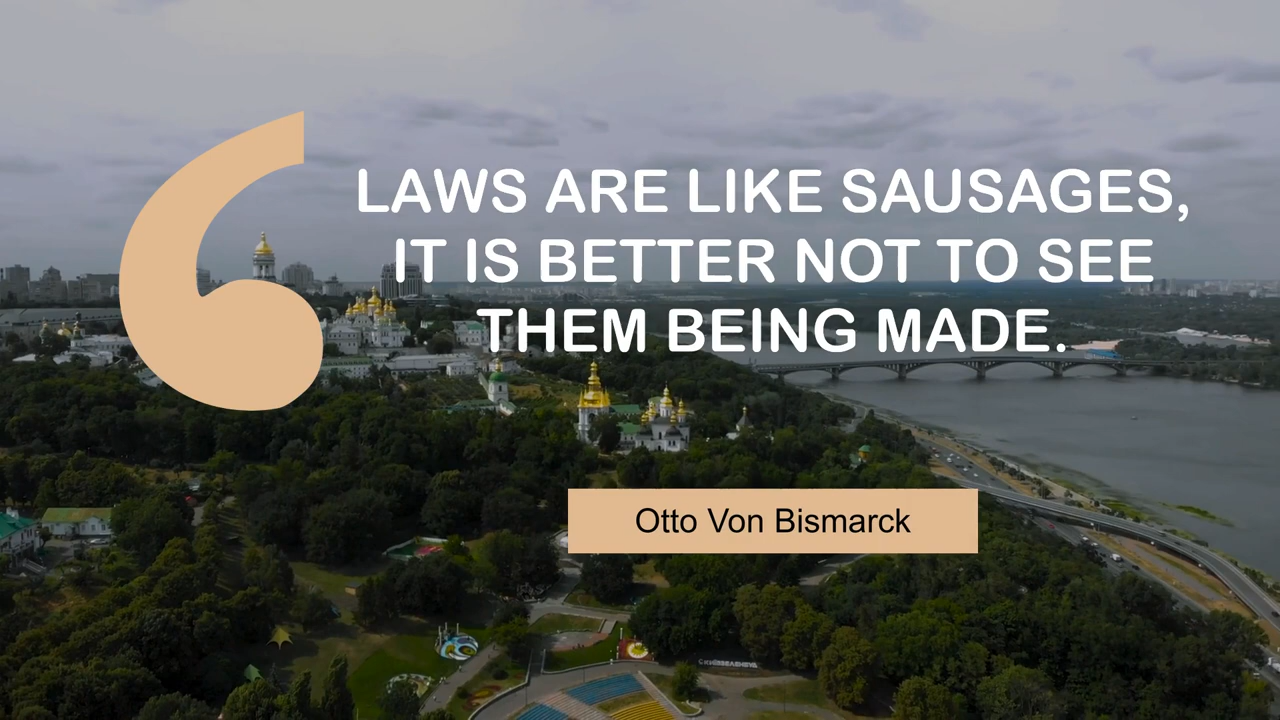 LAWS ARE LIKE SAUSAGES,
IT IS BETTER NOT TO SEE
THEM BEING MADE.
Otto Von Bismarck